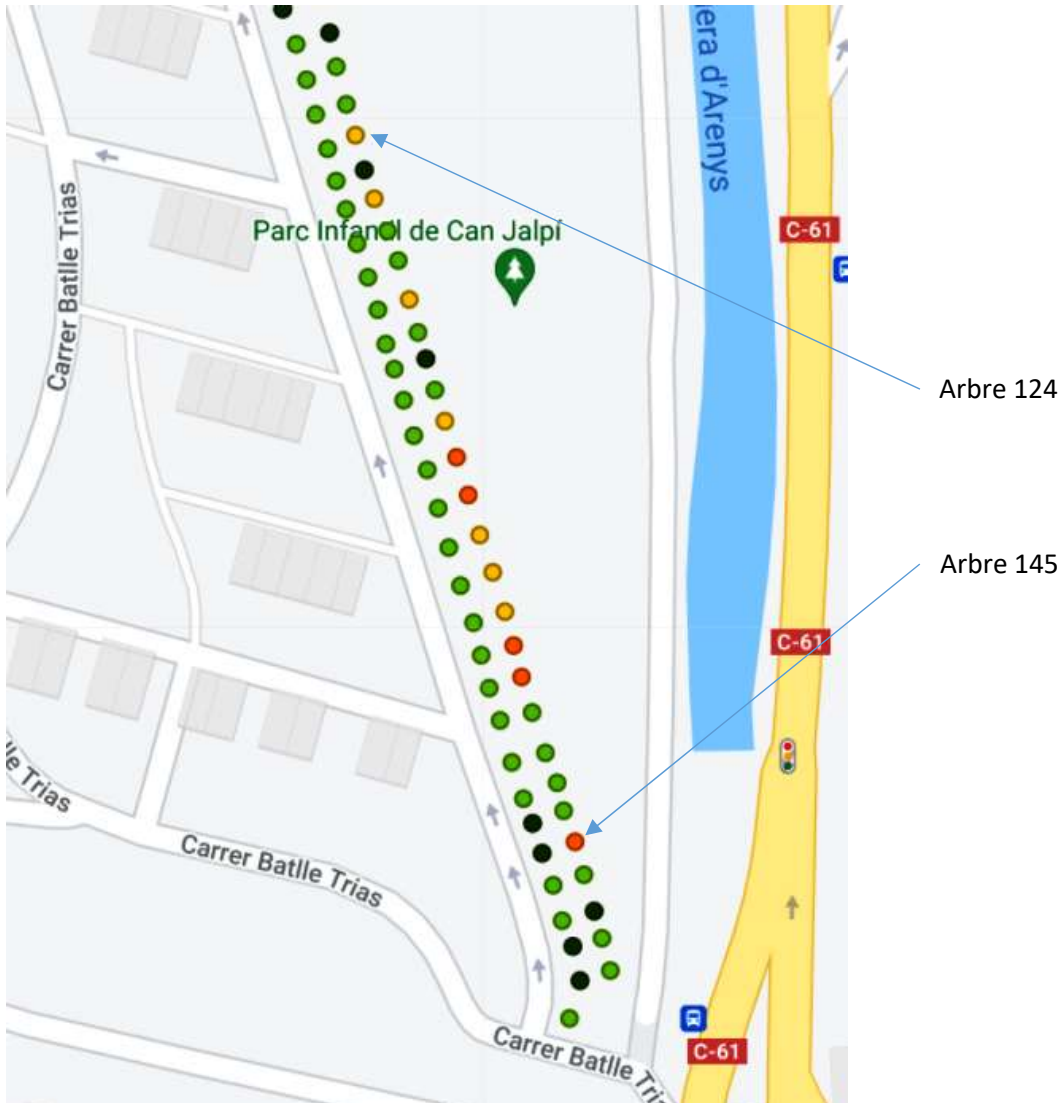 era d'Arenys
Carrer Batlle Trias
Parc Infantil de Can Jalpí
C-61
Arbre 124
Arbre 145
C-61
lle Trias
Carrer Batlle Trias
Carrer Batlle Tria
C-61